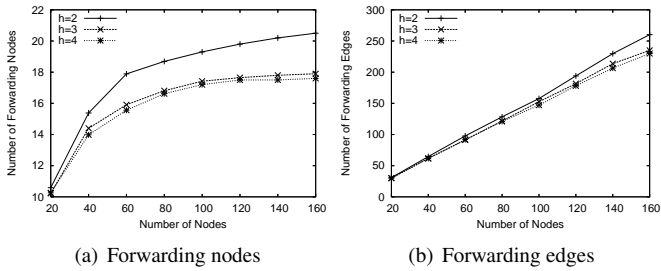 22
20
18
16
14
12
10
Number of Forwarding Nodes
h=2
h=3
h=4
20 40 60 80 100 120 140 160
Number of Nodes
(a) Forwarding nodes
300
250
200
150
100
50
0
Number of Forwarding Edges
h=2
h=3
h=4
20 40 60 80 100 120 140 160
Number of Nodes
(b) Forwarding edges